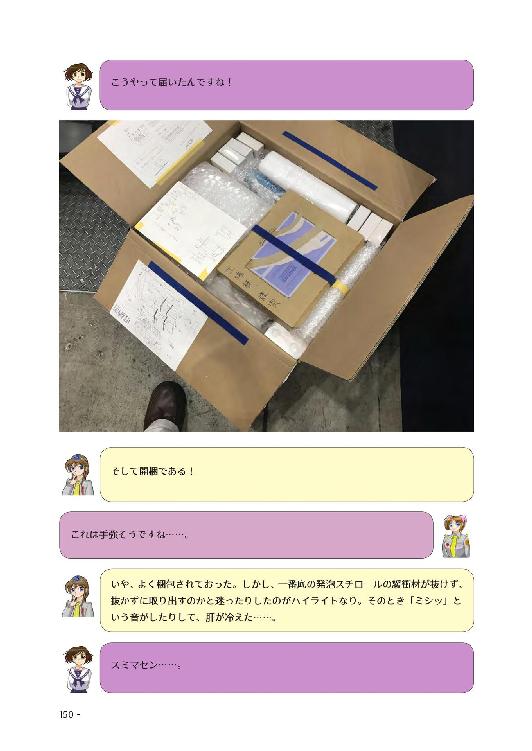 こうやって届いたんですね！
そして開梱である！
これは手強そうですね……。
いや、よく梱包されておった。しかし、一番底の発泡スチロールの緩衝材が抜けず、
抜かずに取り出すのかと迷ったりしたのがハイライトなり。そのとき「ミシッ」と
いう音がしたりして、肝が冷えた……。
スミマセン……。
150 -